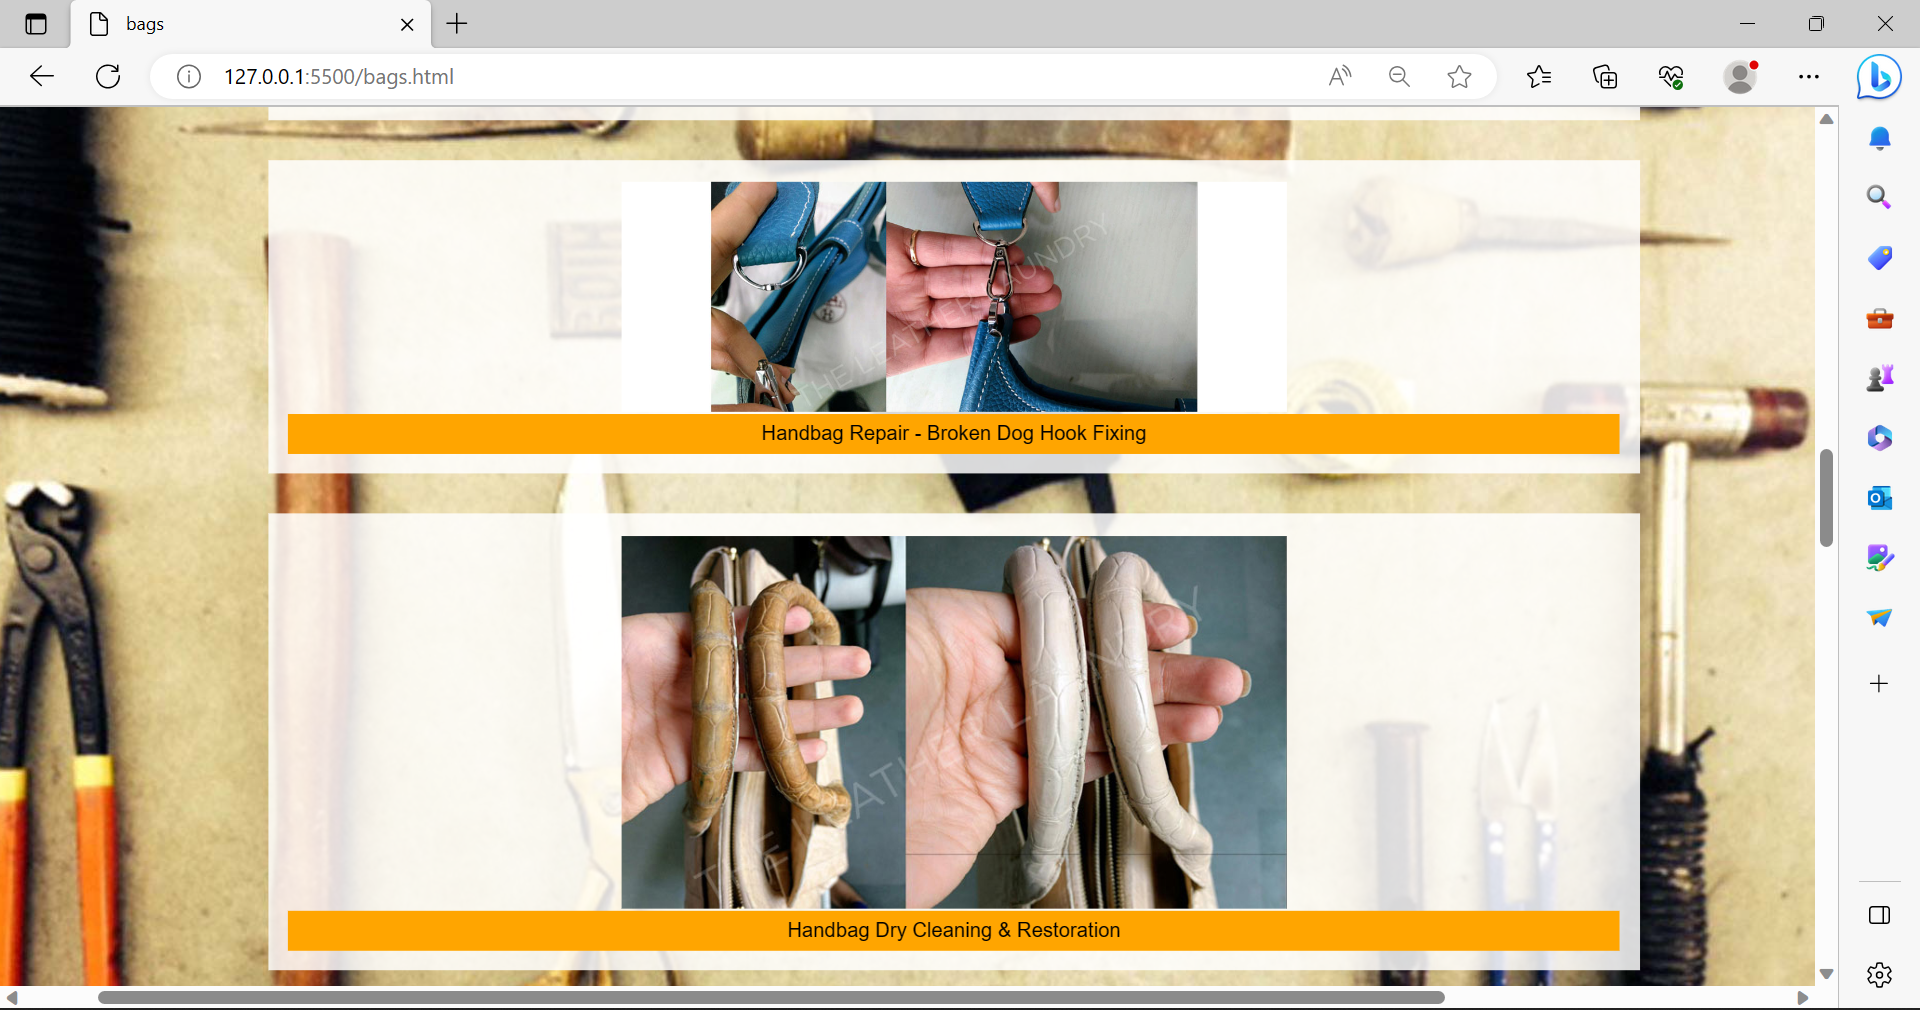 bags
127.0.0.1:5500/bags.html
THE LEATHER LAUNDRY
Handbag Repair - Broken Dog Hook Fixing
THE LEATHER LAUNDRY
Handbag Dry Cleaning & Restoration